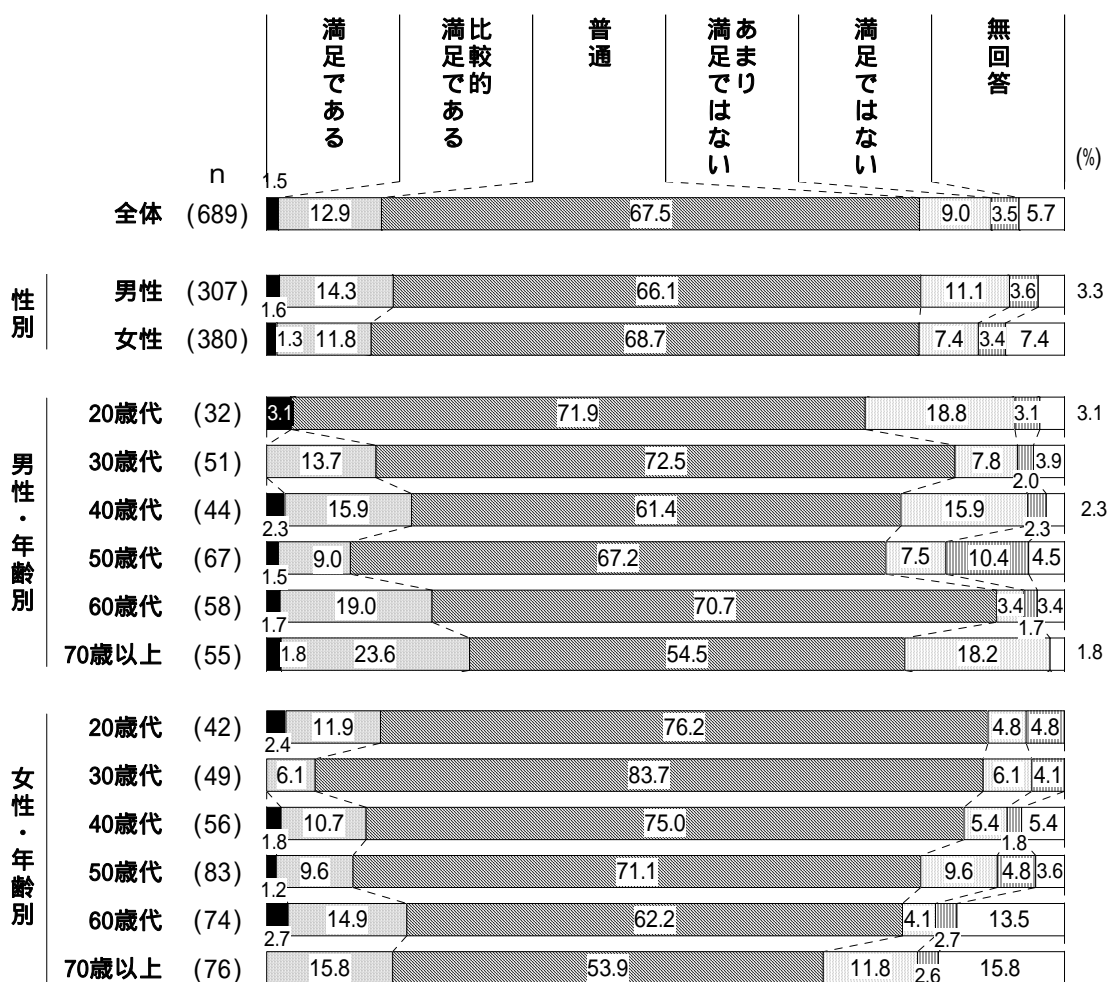 満足である
比較的
満足である
普通
あまり
満足ではない
満足ではない
無回答
(%)
n
1.5
全体 (689) 12.9 67.5 9.0 3.5 5.7
性別
男性 (307) 14.3 66.1 11.1 3.6 3.3
1.6
女性 (380) 1.3 11.8 68.7 7.4 3.4 7.4
男性・年齢別
20歳代 (32) 3.1 71.9 18.8 3.1 3.1
30歳代 (51) 13.7 72.5 7.8 3.9
2.0
40歳代 (44) 15.9 61.4 15.9 2.3
2.3 2.3
50歳代 (67) 9.0 67.2 7.5 10.4 4.5
1.5
60歳代 (58) 19.0 70.7 3.4 3.4
1.7 1.7
70歳以上 (55) 1.8 23.6 54.5 18.2 1.8
女性・年齢別
20歳代 (42) 11.9 76.2 4.8 4.8
2.4
30歳代 (49) 6.1 83.7 6.1 4.1
40歳代 (56) 10.7 75.0 5.4 5.4
1.8 1.8
50歳代 (83) 9.6 71.1 9.6 4.8 3.6
1.2
60歳代 (74) 14.9 62.2 4.1 13.5
2.7 2.7
70歳以上 (76) 15.8 53.9 11.8 2.6 15.8